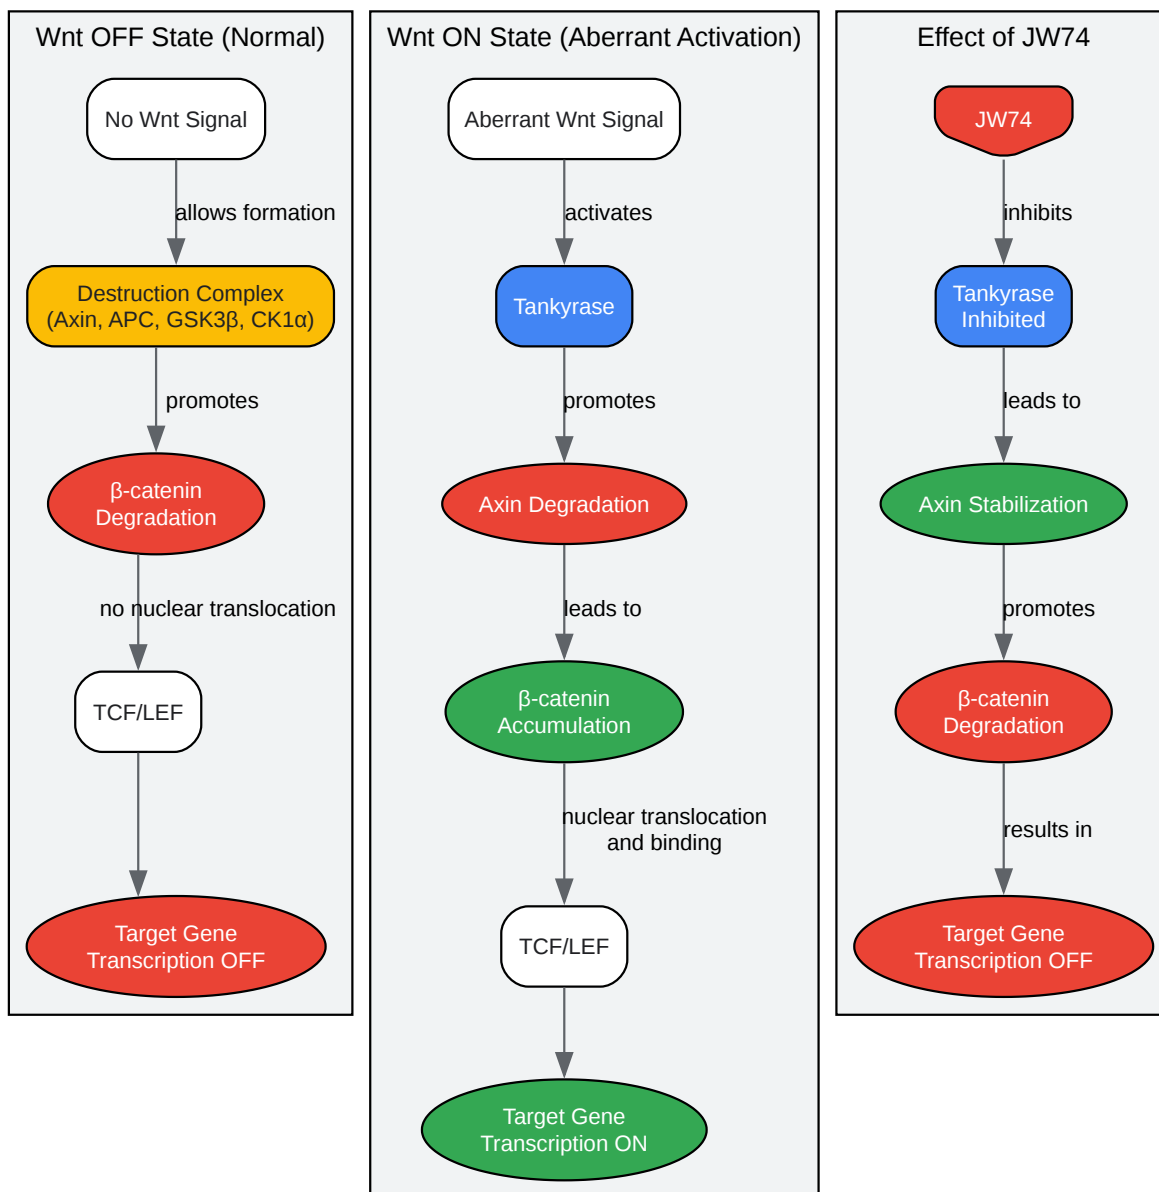 Wnt OFF State (Normal)
No Wnt Signal
allows formation
Destruction Complex
(Axin, APC, GSK3β, CK1α)
promotes
β-catenin
Degradation
no nuclear translocation
TCF/LEF
Target Gene
Transcription OFF
Wnt ON State (Aberrant Activation)
Aberrant Wnt Signal
activates
Tankyrase
promotes
Axin Degradation
leads to
β-catenin
Accumulation
nuclear translocation
and binding
TCF/LEF
Target Gene
Transcription ON
Effect of JW74
JW74
inhibits
Tankyrase
Inhibited
leads to
Axin Stabilization
promotes
β-catenin
Degradation
results in
Target Gene
Transcription OFF